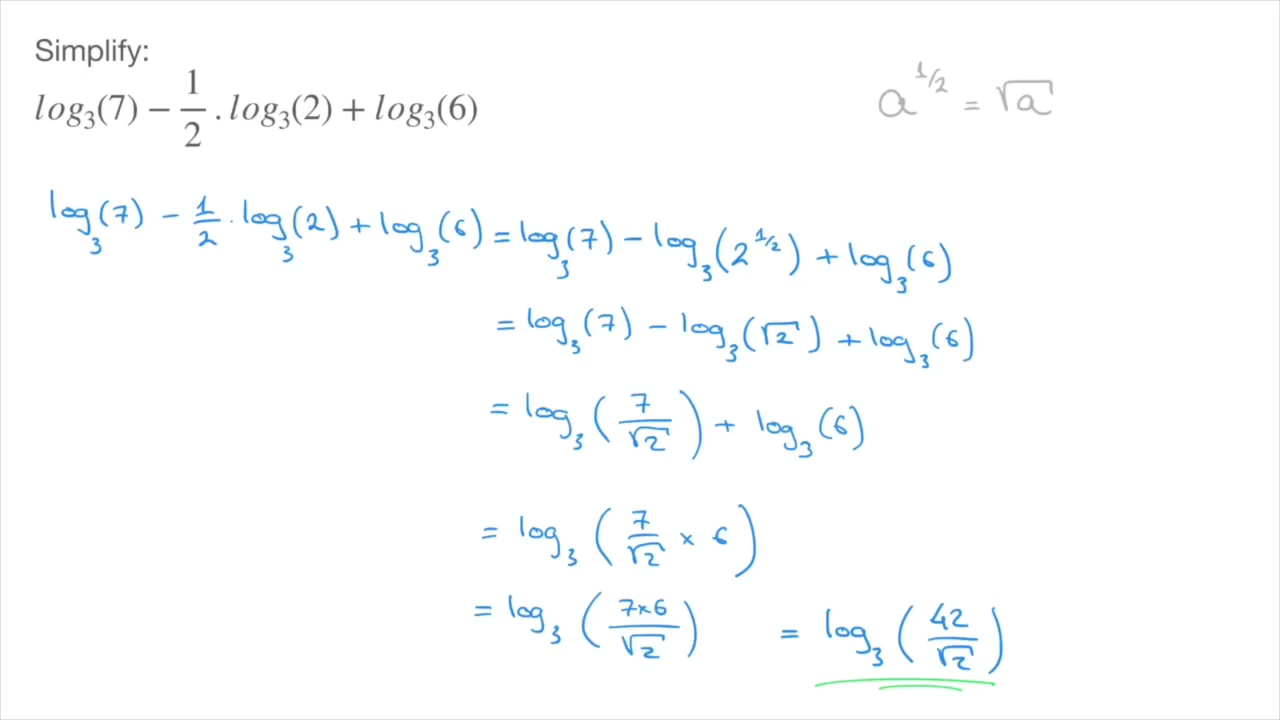 Simplify:
log₃(7) − 1/2 . log₃(2) + log₃(6)
a^1/2 = √a
log₃(7) − 1/2 . log₃(2) + log₃(6) = log₃(7) − log₃(2^1/2) + log₃(6)
= log₃(7) − log₃(√2) + log₃(6)
= log₃(7/√2) + log₃(6)
= log₃(7/√2 × 6)
= log₃(7×6/√2) = log₃(42/√2)